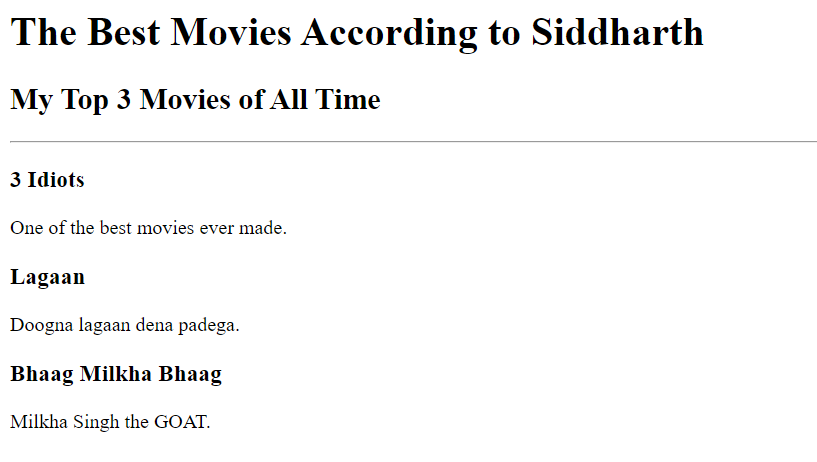 The Best Movies According to Siddharth
My Top 3 Movies of All Time
3 Idiots
One of the best movies ever made.
Lagaan
Doogna lagaan dena padega.
Bhaag Milkha Bhaag
Milkha Singh the GOAT.